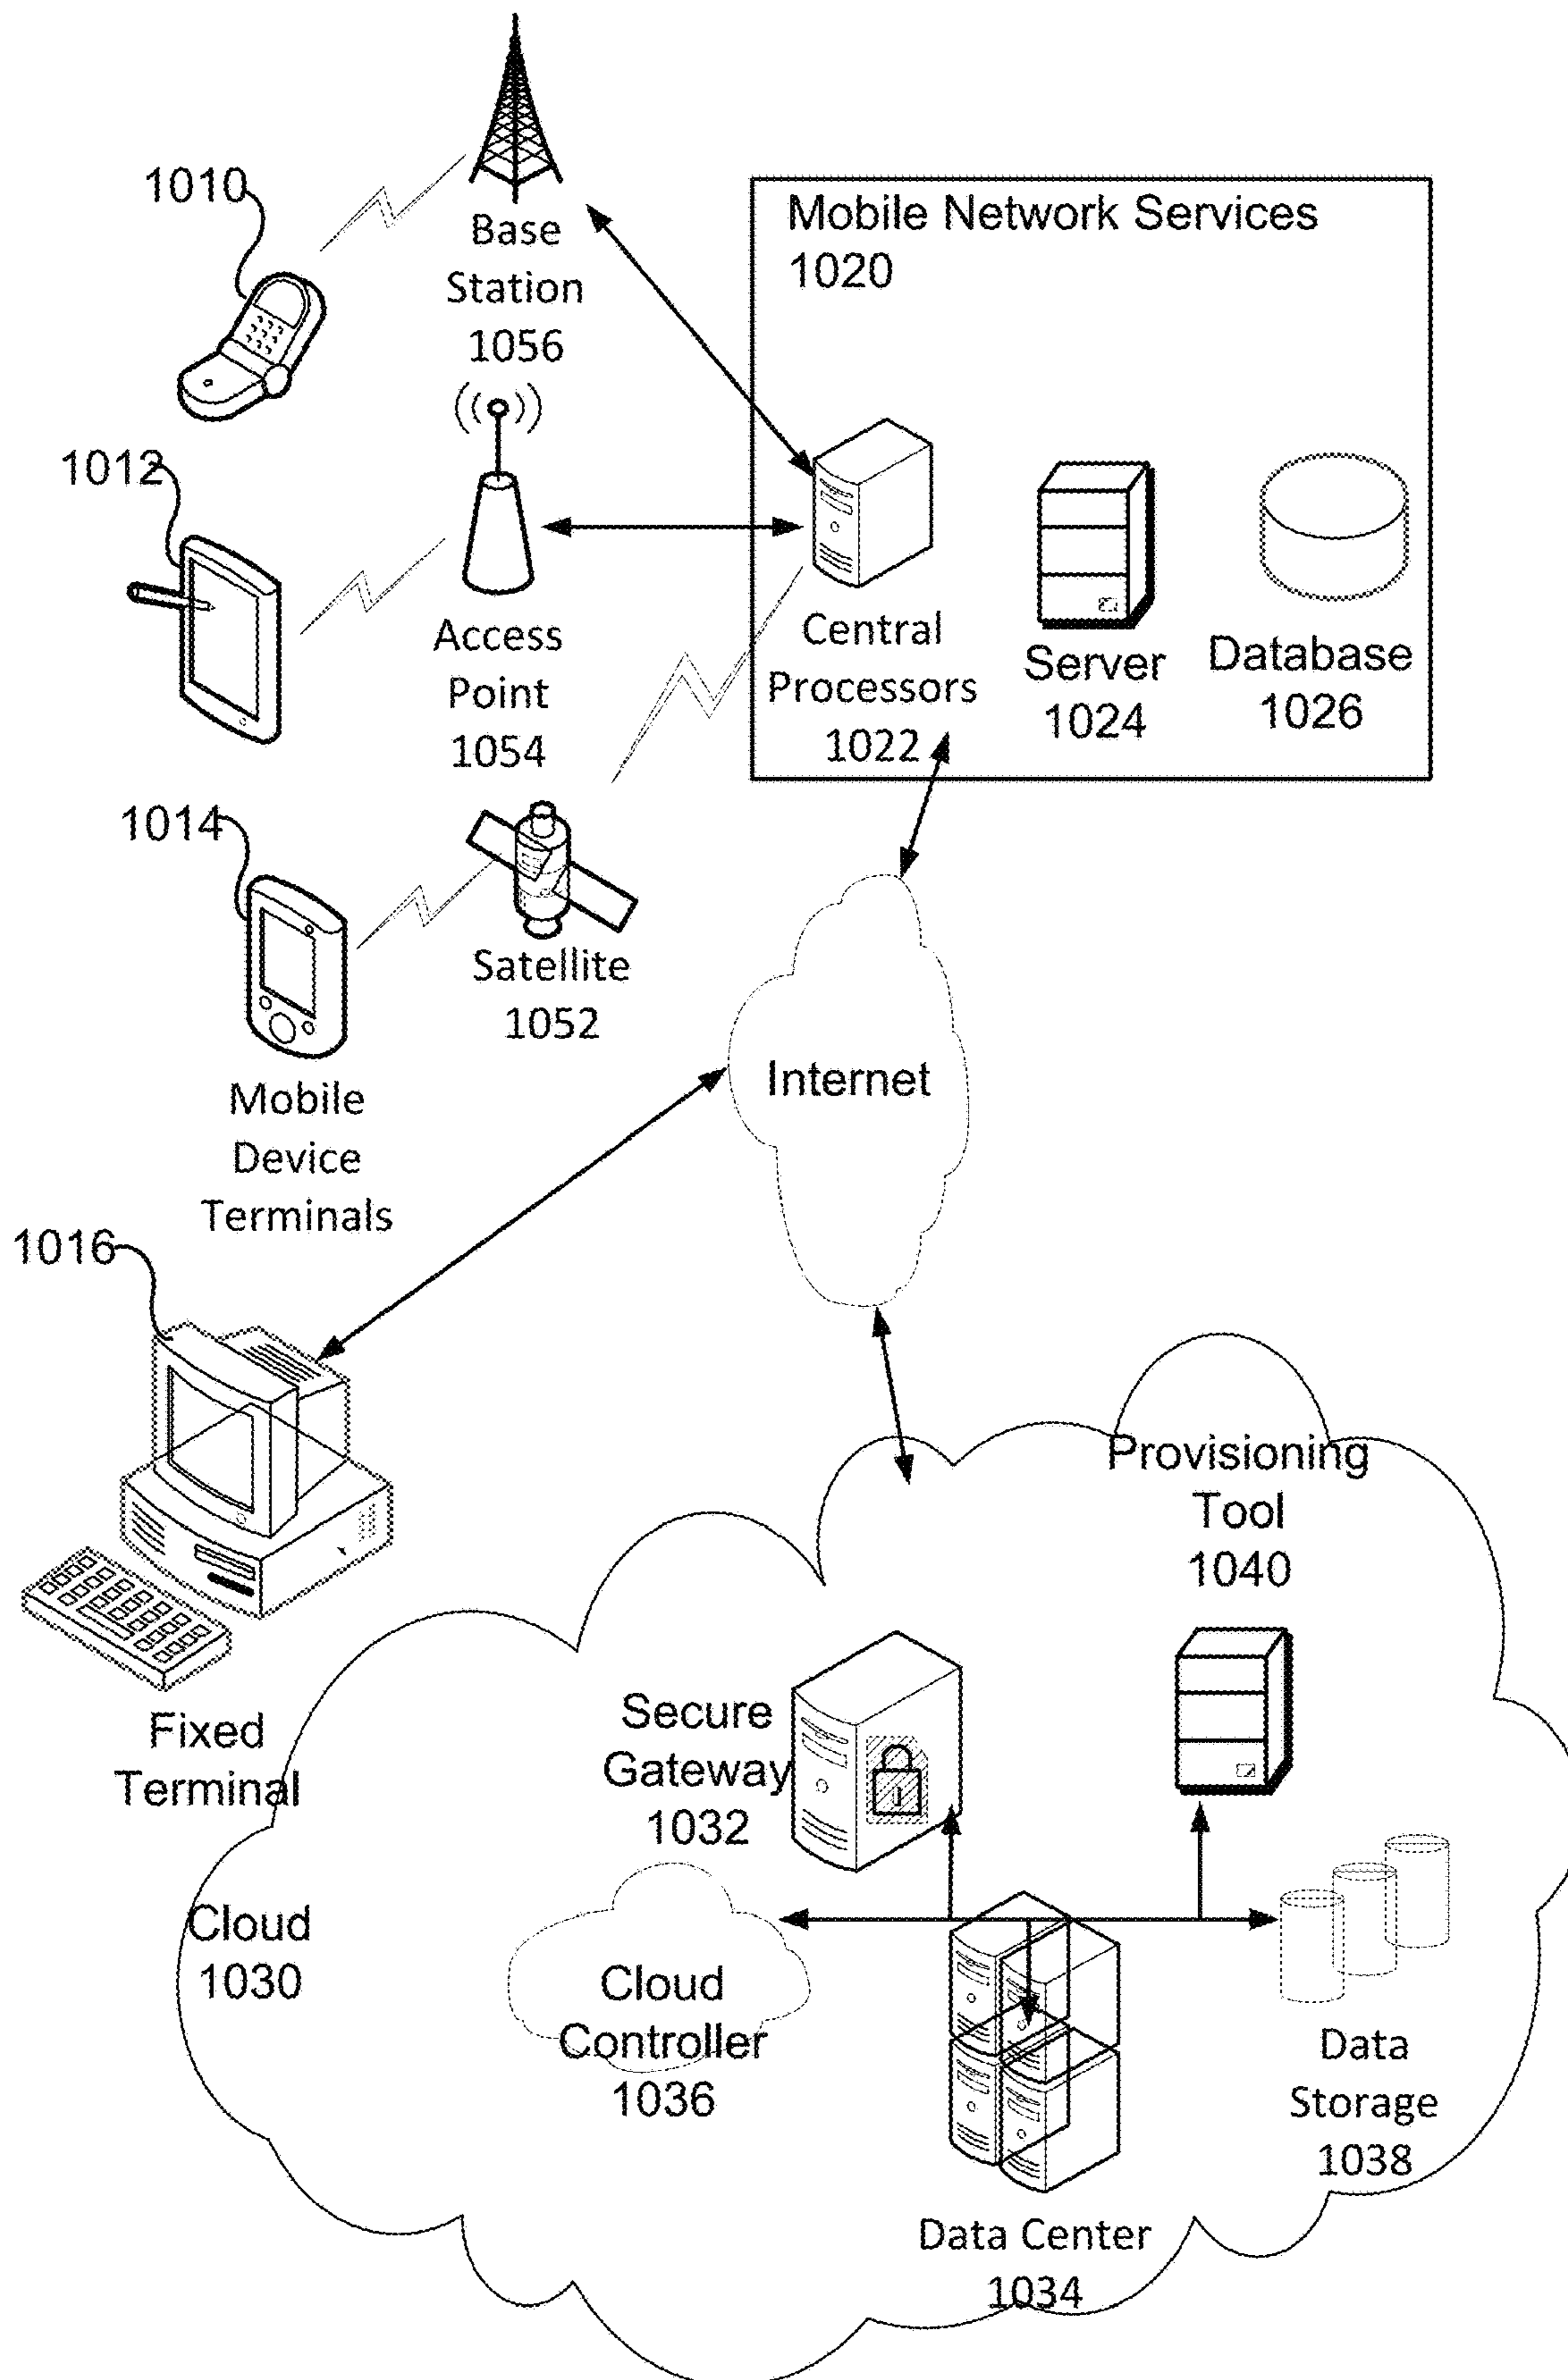 1010
Base
Station
1056
Mobile Network Services
1020
1012
Access
Point
1054
Central
Processors
1022
Server
1024
Database
1026
1014
Satellite
1052
Mobile
Device
Terminals
Internet
1016
Fixed
Terminal
Provisioning
Tool
1040
Secure
Gateway
1032
Cloud
1030
Cloud
Controller
1036
Data
Storage
1038
Data Center
1034